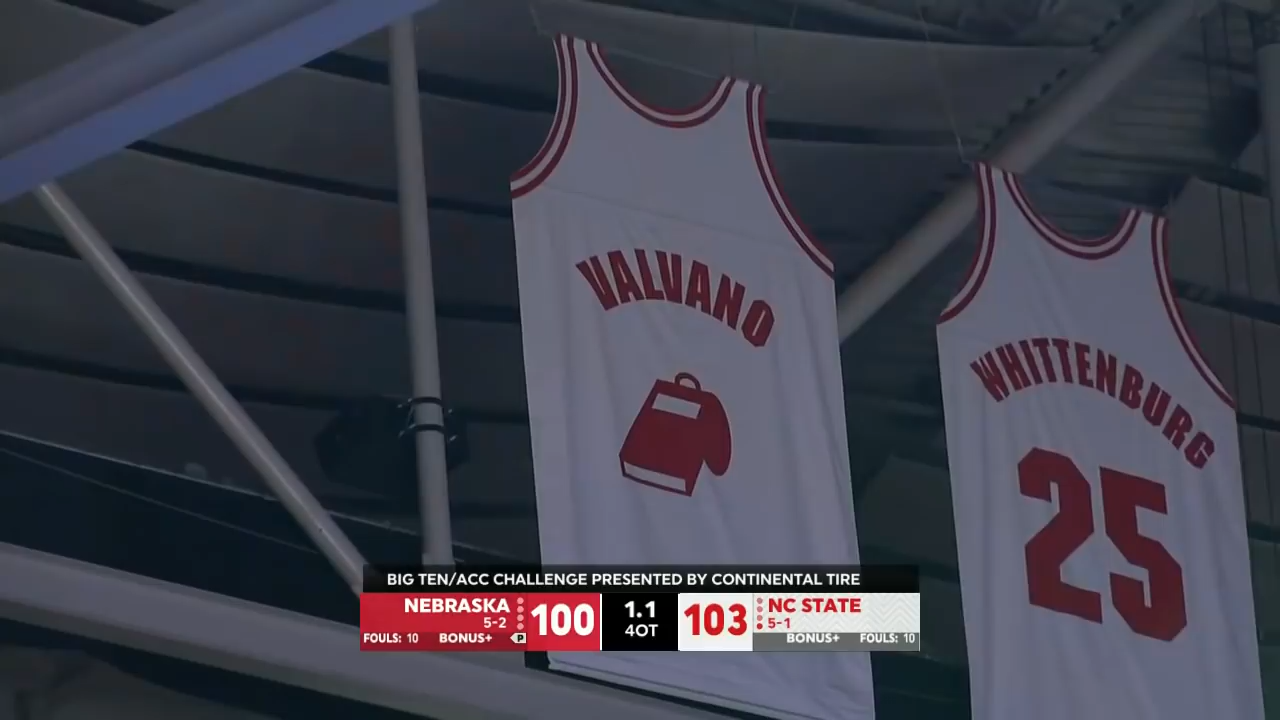 VALVANO
WHITTENBURG
25
BIG TEN/ACC CHALLENGE PRESENTED BY CONTINENTAL TIRE
NEBRASKA 100 1.1 103 NC STATE
5-2 4OT 5-1
FOULS: 10 BONUS+ P BONUS+ FOULS: 10